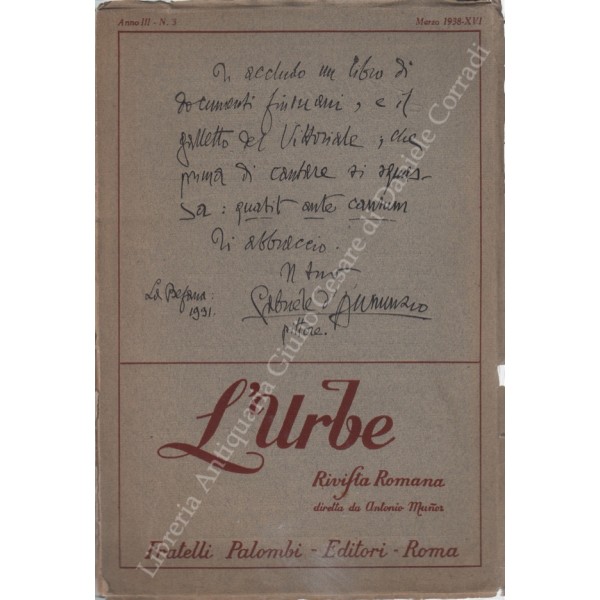 Anno III - N. 3
Marzo 1938-XVI
Ti accludo un libro di
documenti fiumani, e il
galletto del Vittoriale, che
prima di cantare si squas-
sa: quatit ante cantum
Ti abbraccio.
Il tuo
Gabriele d'Annunzio
pittore.
La Befana:
1931.
L'Urbe
Rivista Romana
diretta da Antonio Muñoz
Fratelli Palombi - Editori - Roma
Libreria Antiquaria Giulio Cesare di Daniele Corradi